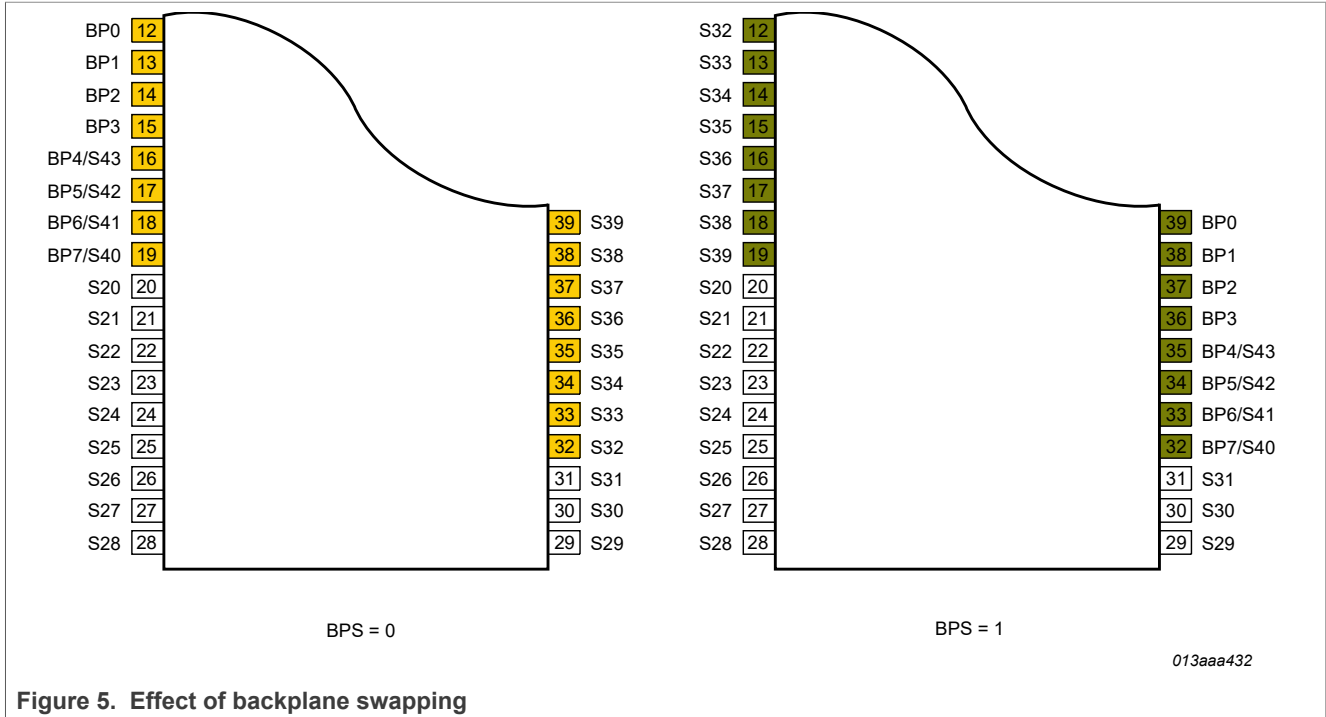 BP0 12
BP1 13
BP2 14
BP3 15
BP4/S43 16
BP5/S42 17
BP6/S41 18
BP7/S40 19
S20 20
S21 21
S22 22
S23 23
S24 24
S25 25
S26 26
S27 27
S28 28
39 S39
38 S38
37 S37
36 S36
35 S35
34 S34
33 S33
32 S32
31 S31
30 S30
29 S29
BPS = 0
S32 12
S33 13
S34 14
S35 15
S36 16
S37 17
S38 18
S39 19
S20 20
S21 21
S22 22
S23 23
S24 24
S25 25
S26 26
S27 27
S28 28
39 BP0
38 BP1
37 BP2
36 BP3
35 BP4/S43
34 BP5/S42
33 BP6/S41
32 BP7/S40
31 S31
30 S30
29 S29
BPS = 1
013aaa432
Figure 5. Effect of backplane swapping